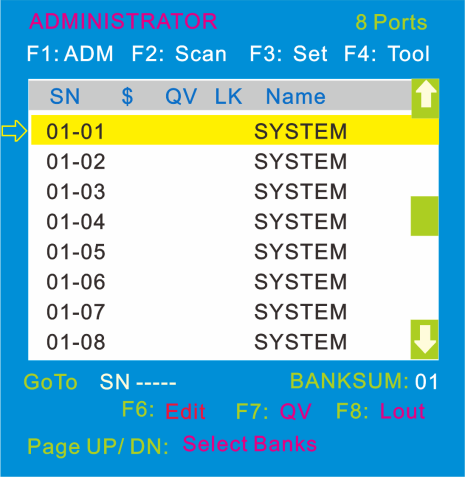 ADMINISTRATOR 8 Ports
F1: ADM F2: Scan F3: Set F4: Tool
SN $ QV LK Name
01-01 SYSTEM
01-02 SYSTEM
01-03 SYSTEM
01-04 SYSTEM
01-05 SYSTEM
01-06 SYSTEM
01-07 SYSTEM
01-08 SYSTEM
GoTo SN ----- BANKSUM: 01
F6: Edit F7: QV F8: Lout
Page UP/ DN: Select Banks